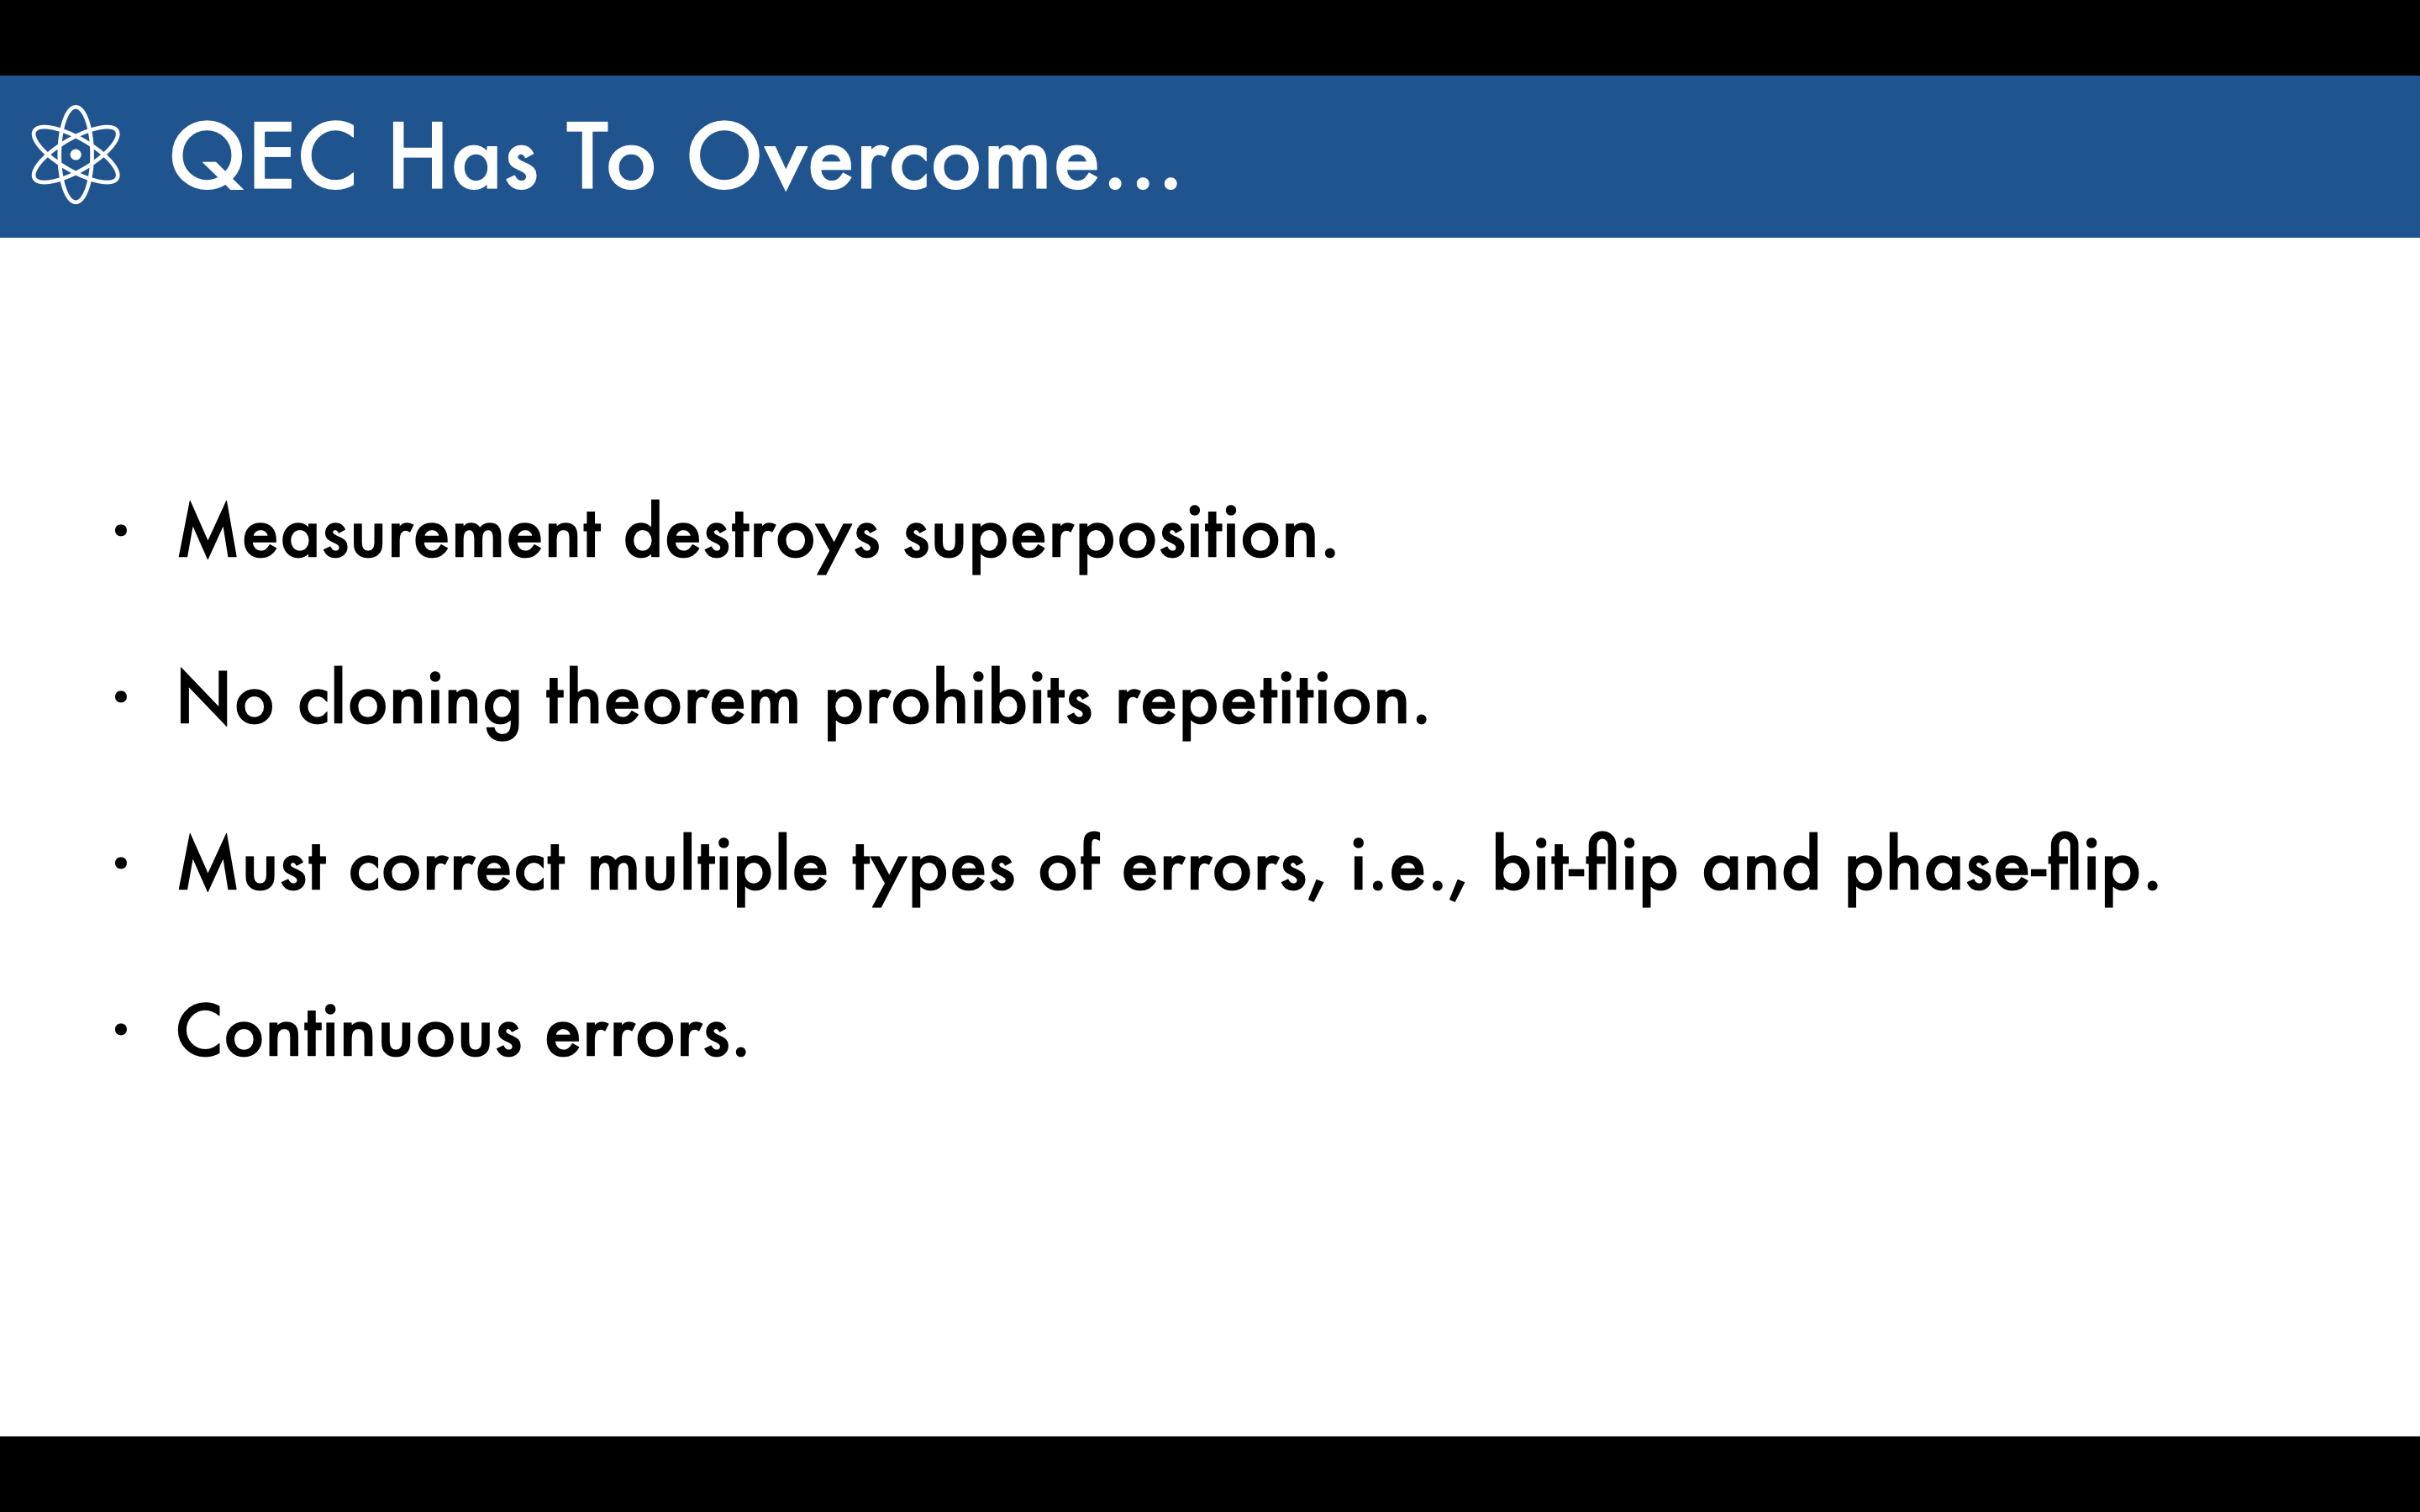 QEC Has To Overcome...
• Measurement destroys superposition.
• No cloning theorem prohibits repetition.
• Must correct multiple types of errors, i.e., bit-flip and phase-flip.
• Continuous errors.